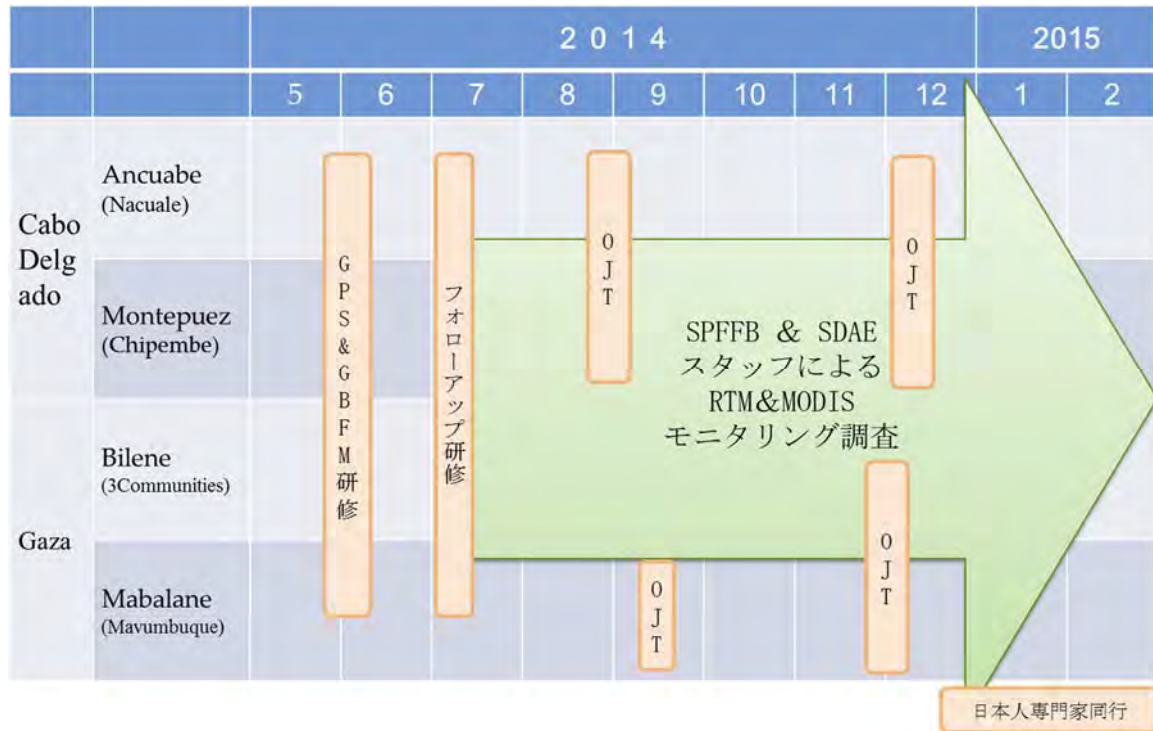 ２０１４
2015
5
6
7
8
9
10
11
12
1
2
Cabo
Delg
ado
Ancuabe
(Nacuale)
Montepuez
(Chipembe)
Gaza
Bilene
(3Communities)
Mabalane
(Mavumbuque)
GPS&GBFM研修
フォローアップ研修
OJT
OJT
SPFFB & SDAE
スタッフによる
RTM&MODIS
モニタリング調査
OJT
OJT
日本人専門家同行